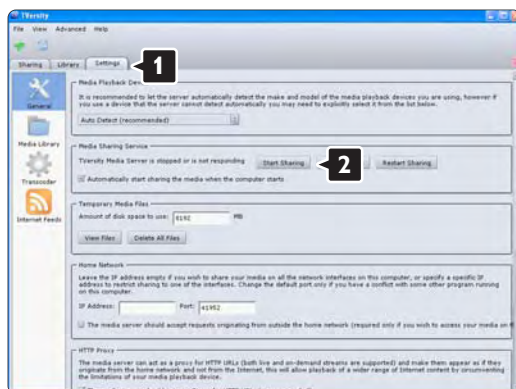 TVersity
File View Advanced Help
Sharing Library Settings
1
General
Media Library
Transcoder
Internet Feeds
Media Playback
It is recommended to let the server automatically detect the make and model of the media playback devices you are using, however if
you use a device that the server cannot detect automatically you may need to explicitly select it from the list below.
Auto Detect (recommended)
Media Sharing Service
TVersity Media Server is stopped or is not responding Start Sharing 2 Restart Sharing
Automatically start sharing the media when the computer starts
Temporary Media Files
Amount of disk space to use: 8192 MB
View Files Delete All Files
Home Network
Leave the IP address empty if you wish to share your media on all the network interfaces on this computer, or specify a specific IP
address to restrict sharing to one of the interfaces. Change the default port only if you have a conflict with some other program running
on this computer.
IP Address: Port: 41952
The media server should accept requests originating from outside the home network (required only if you wish to access your media on
HTTP Proxy
The media server can act as a proxy for HTTP URLs (both live and on-demand streams are supported) and make them appear as if they
originate from the home network and not from the Internet, this will allow playback of a wider range of Internet content by circumventing
the limitations of your media playback device.